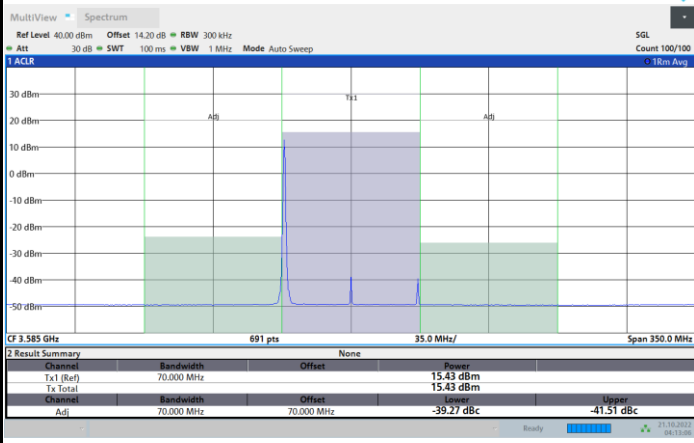 MultiView Spectrum
Ref Level 40.00 dBm Offset 14.20 dB RBW 300 kHz SGL
Att 30 dB SWT 100 ms VBW 1 MHz Mode Auto Sweep Count 100/100
1 ACLR 1Rm Avg
30 dBm
Tx1
20 dBm Adj Adj
10 dBm
0 dBm
-10 dBm
-20 dBm
-30 dBm
-40 dBm
-50 dBm
CF 3.585 GHz 691 pts 35.0 MHz/ Span 350.0 MHz
2 Result Summary None
Channel Bandwidth Offset Power
Tx1 (Ref) 70.000 MHz 15.43 dBm
Tx Total 15.43 dBm
Channel Bandwidth Offset Lower Upper
Adj 70.000 MHz 70.000 MHz -39.27 dBc -41.51 dBc
Ready 21.10.2022
04:13:06